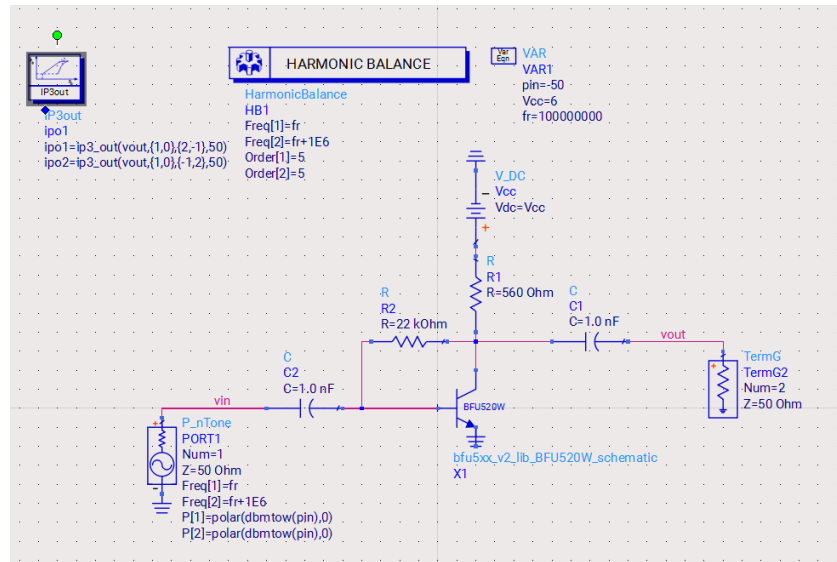 IP3out
IP3out
ipo1
ipo1=ip3_out(vout,{1,0},{2,-1},50)
ipo2=ip3_out(vout,{1,0},{-1,2},50)
HARMONIC BALANCE
HarmonicBalance
HB1
Freq[1]=fr
Freq[2]=fr+1E6
Order[1]=5
Order[2]=5
Var
Eqn
VAR
VAR1
pin=-50
Vcc=6
fr=100000000
V_DC
Vcc
Vdc=Vcc
R
R1
R=560 Ohm
R
R2
R=22 kOhm
C
C1
C=1.0 nF
vout
TermG
TermG2
Num=2
Z=50 Ohm
C
C2
C=1.0 nF
vin
BFU520W
bfu5xx_v2_lib_BFU520W_schematic
X1
P_nTone
PORT1
Num=1
Z=50 Ohm
Freq[1]=fr
Freq[2]=fr+1E6
P[1]=polar(dbmtow(pin),0)
P[2]=polar(dbmtow(pin),0)